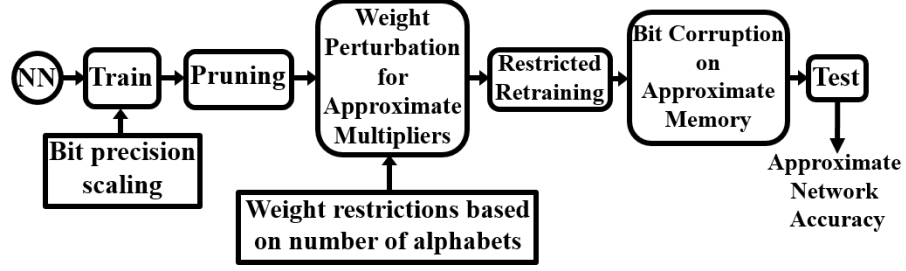 NN
Train
Pruning
Weight
Perturbation
for
Approximate
Multipliers
Restricted
Retraining
Bit Corruption
on
Approximate
Memory
Test
Bit precision
scaling
Weight restrictions based
on number of alphabets
Approximate
Network
Accuracy